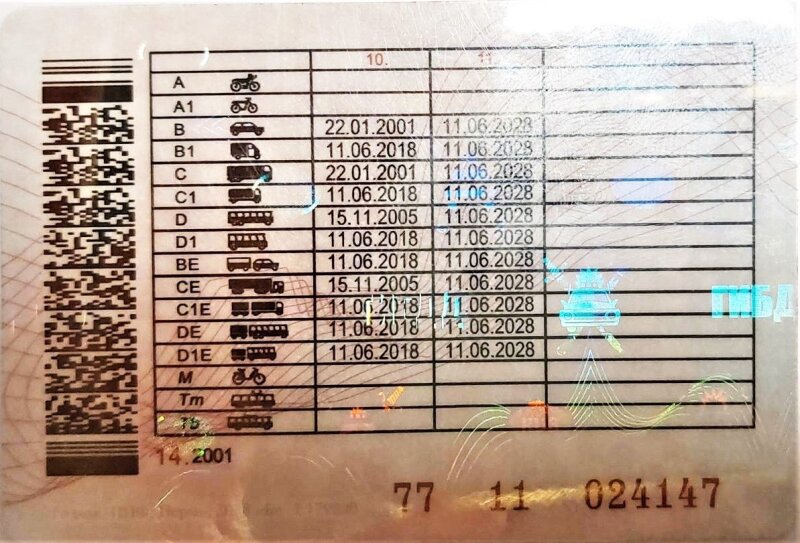 10. 11.
A
A1
B 22.01.2001 11.06.2028
B1 11.06.2018 11.06.2028
C 22.01.2001 11.06.2028
C1 11.06.2018 11.06.2028
D 15.11.2005 11.06.2028
D1 11.06.2018 11.06.2028
BE 11.06.2018 11.06.2028
CE 15.11.2005 11.06.2028
C1E 11.06.2018 11.06.2028
DE 11.06.2018 11.06.2028
D1E 11.06.2018 11.06.2028
ГИБД
M
Tm
Tb
14.2001
77 11 024147